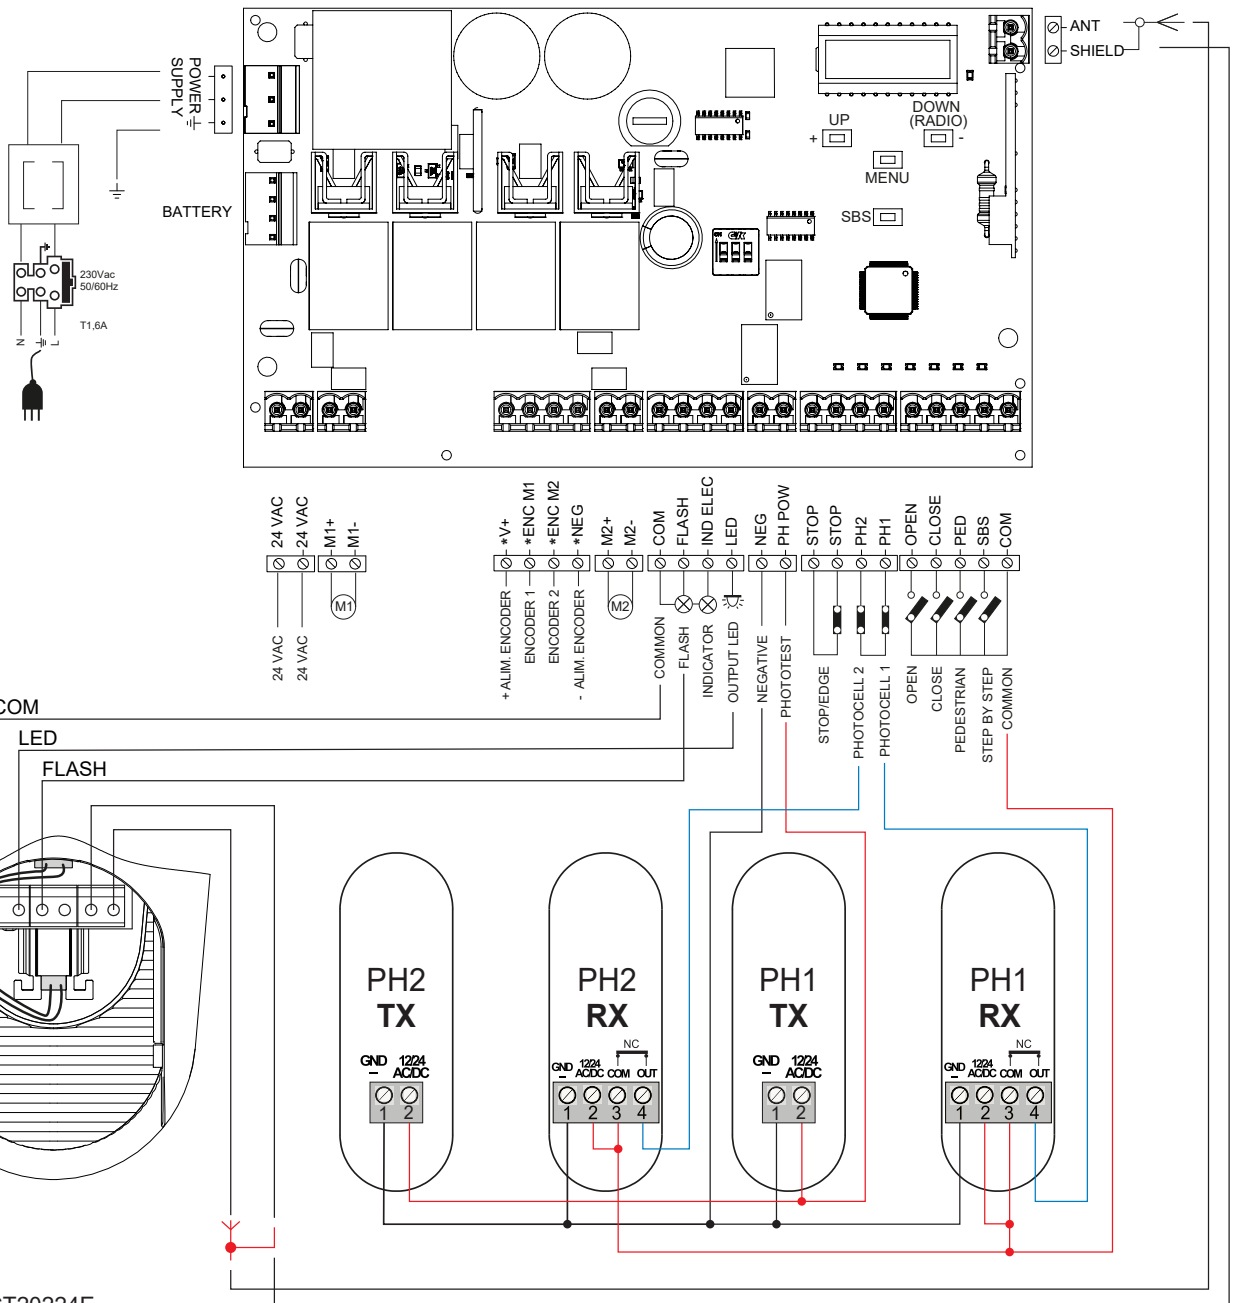 ANT
SHIELD
POWER
SUPPLY
UP
+
DOWN
(RADIO)
-
MENU
SBS
BATTERY
ON
230Vac
50/60Hz
T1,6A
N
L
24 VAC
24 VAC
M1+
M1-
*V+
*ENC M1
*ENC M2
*NEG
M2+
M2-
COM
FLASH
IND ELEC
LED
NEG
PH POW
STOP
STOP
PH2
PH1
OPEN
CLOSE
PED
SBS
COM
M1
M2
24 VAC
24 VAC
+ ALIM. ENCODER
ENCODER 1
ENCODER 2
- ALIM. ENCODER
COMMON
FLASH
INDICATOR
OUTPUT LED
NEGATIVE
PHOTOTEST
STOP/EDGE
PHOTOCELL 2
PHOTOCELL 1
OPEN
CLOSE
PEDESTRIAN
STEP BY STEP
COMMON
COM
LED
FLASH
PH2
TX
GND
–
12/24
AC/DC
1 2
PH2
RX
NC
GND
–
12/24
AC/DC
COM
OUT
1 2 3 4
PH1
TX
GND
–
12/24
AC/DC
1 2
PH1
RX
NC
GND
–
12/24
AC/DC
COM
OUT
1 2 3 4